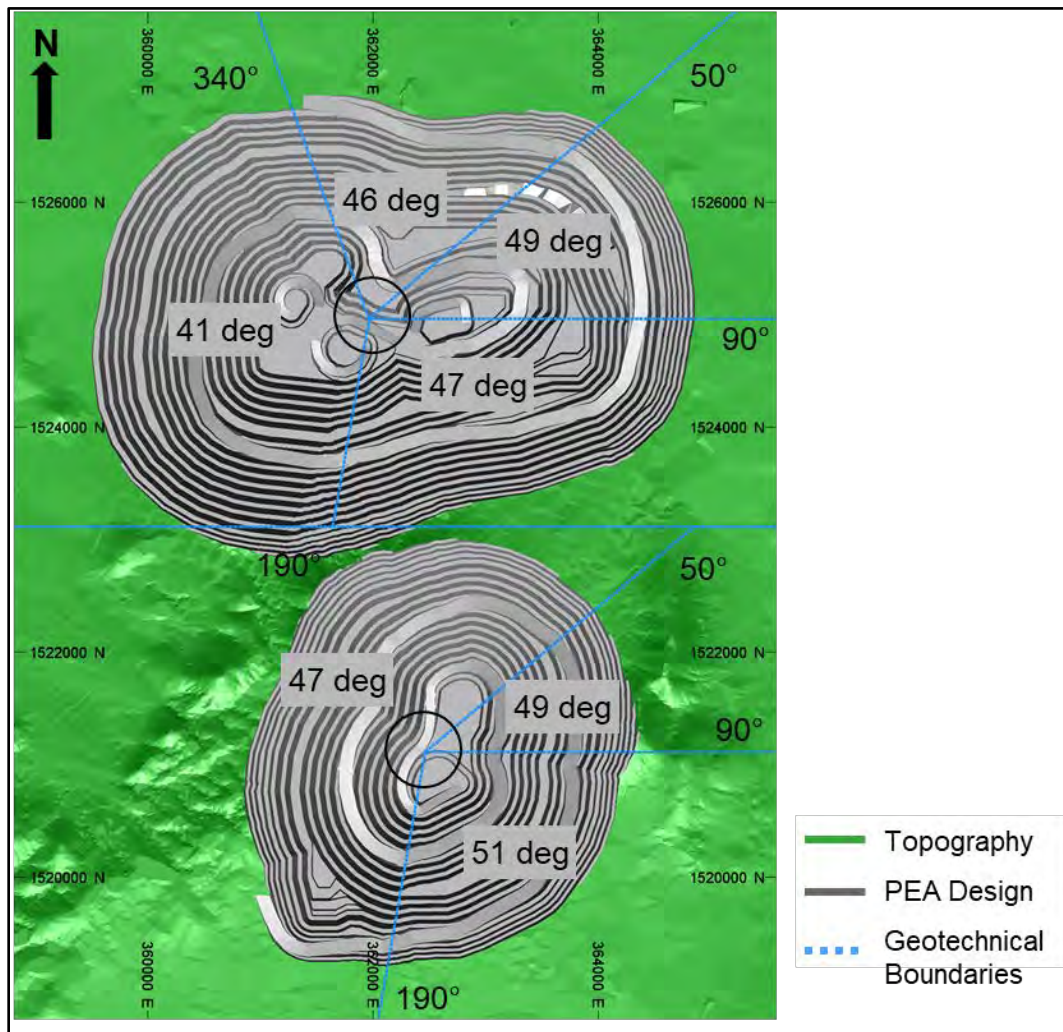 N
360000 E
362000 E
364000 E
340°
50°
1526000 N
1526000 N
46 deg
49 deg
41 deg
90°
47 deg
1524000 N
1524000 N
190°
50°
1522000 N
1522000 N
47 deg
49 deg
90°
51 deg
1520000 N
1520000 N
360000 E
362000 E
364000 E
190°
Topography
PEA Design
Geotechnical
Boundaries